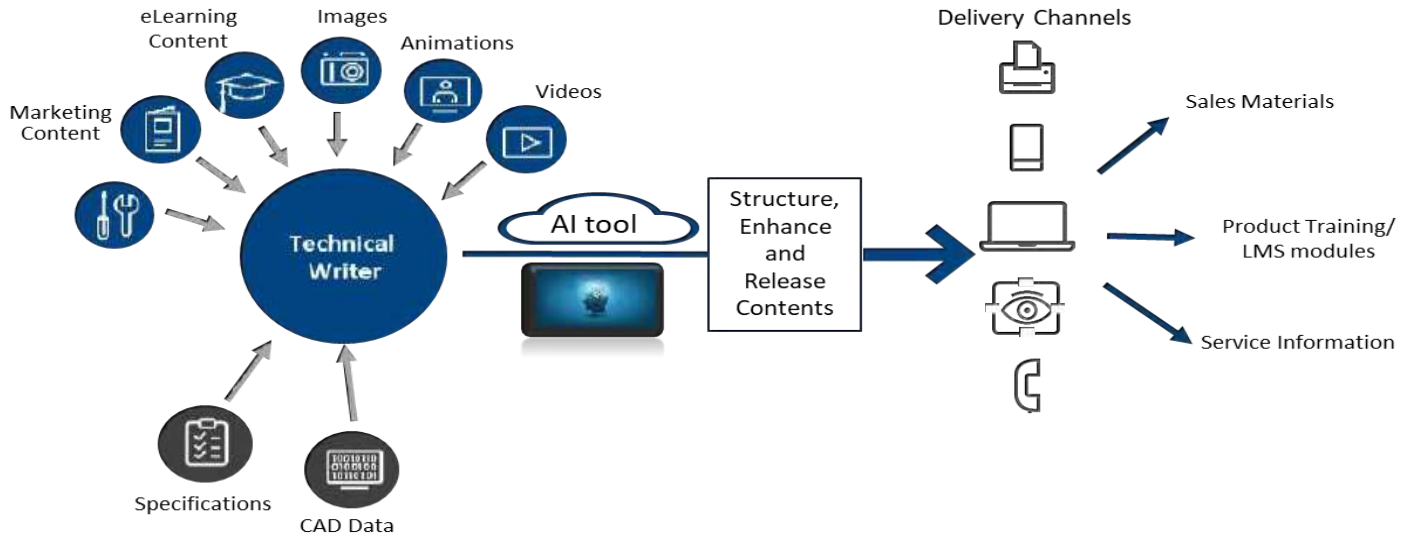 eLearning
Content
Images
Animations
Videos
Marketing
Content
Technical
Writer
Specifications
CAD Data
AI tool
Structure,
Enhance
and
Release
Contents
Delivery Channels
Sales Materials
Product Training/
LMS modules
Service Information